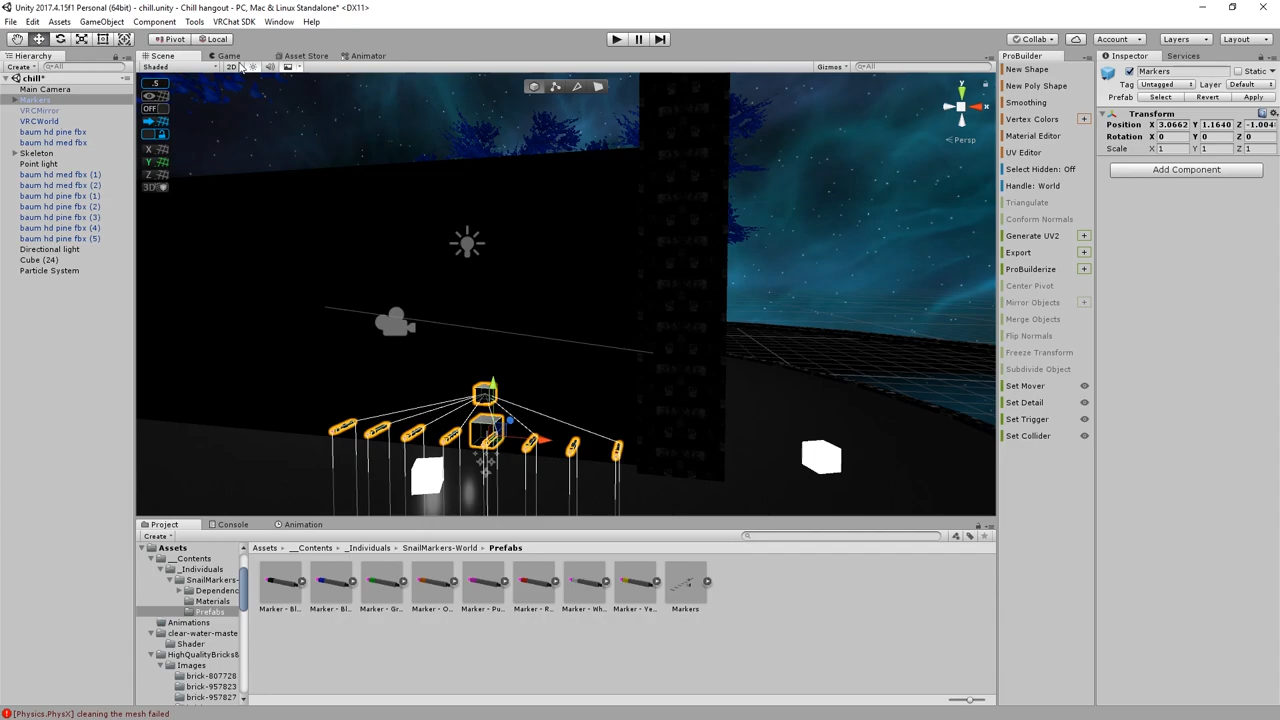 Unity 2017.4.15f1 Personal (64bit) - chill.unity - Chill hangout - PC, Mac & Linux Standalone* <DX11>
File Edit Assets GameObject Component Tools VRChat SDK Window Help
Pivot Local Collab Account Layers Layout
Hierarchy Scene Game Asset Store Animator ProBuilder Inspector Services
Create All Shaded 2D Gizmos All
chill*
Main Camera
Markers
VRCMirror
VRCWorld
baum hd pine fbx
baum hd med fbx
Skeleton
Point light
baum hd med fbx (1)
baum hd med fbx (2)
baum hd pine fbx (1)
baum hd pine fbx (2)
baum hd pine fbx (3)
baum hd pine fbx (4)
baum hd pine fbx (5)
Directional light
Cube (24)
Particle System
.5
OFF
X
Y
Z
3D
y
x
Persp
New Shape
New Poly Shape
Smoothing
Vertex Colors +
Material Editor
UV Editor
Select Hidden: Off
Handle: World
Triangulate
Conform Normals
Generate UV2 +
Export +
ProBuilderize +
Center Pivot
Mirror Objects +
Merge Objects
Flip Normals
Freeze Transform
Subdivide Object
Set Mover
Set Detail
Set Trigger
Set Collider
Markers Static
Tag Untagged Layer Default
Prefab Select Revert Apply
Transform
Position X 3.0662 Y 1.1640 Z -1.004
Rotation X 0 Y 0 Z 0
Scale X 1 Y 1 Z 1
Add Component
Project Console Animation
Create
Assets
__Contents
_Individuals
SnailMarkers-
Dependenc
Materials
Prefabs
Animations
clear-water-maste
Shader
HighQualityBricks&
Images
brick-807728
brick-957823
brick-957827
Assets __Contents _Individuals SnailMarkers-World Prefabs
Marker - Bl... Marker - Bl... Marker - Gr... Marker - O... Marker - Pu... Marker - R... Marker - Wh... Marker - Ye... Markers
[Physics.PhysX] cleaning the mesh failed